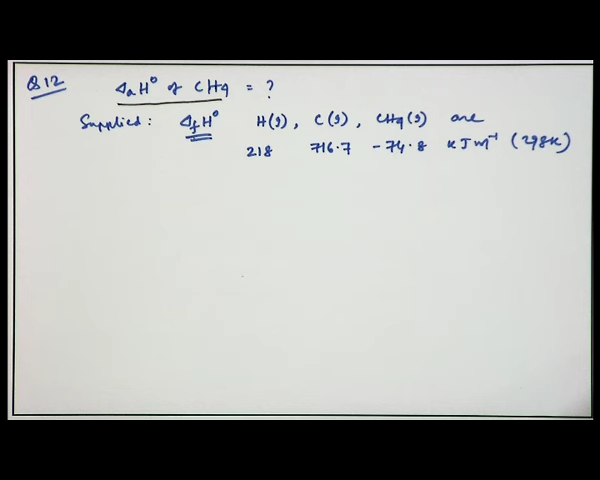 Q12 ΔaH° of CH4 = ?
Supplied: ΔfH° H(g), C(g), CH4(g) are
218 716.7 -74.8 kJ m⁻¹ (298K)